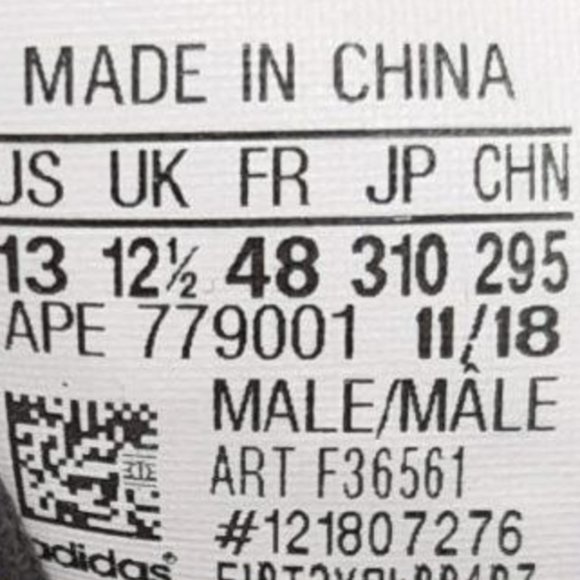 MADE IN CHINA
US UK FR JP CHN
13 12½ 48 310 295
APE 779001 11/18
MALE/MÂLE
ART F36561
#121807276
adidas